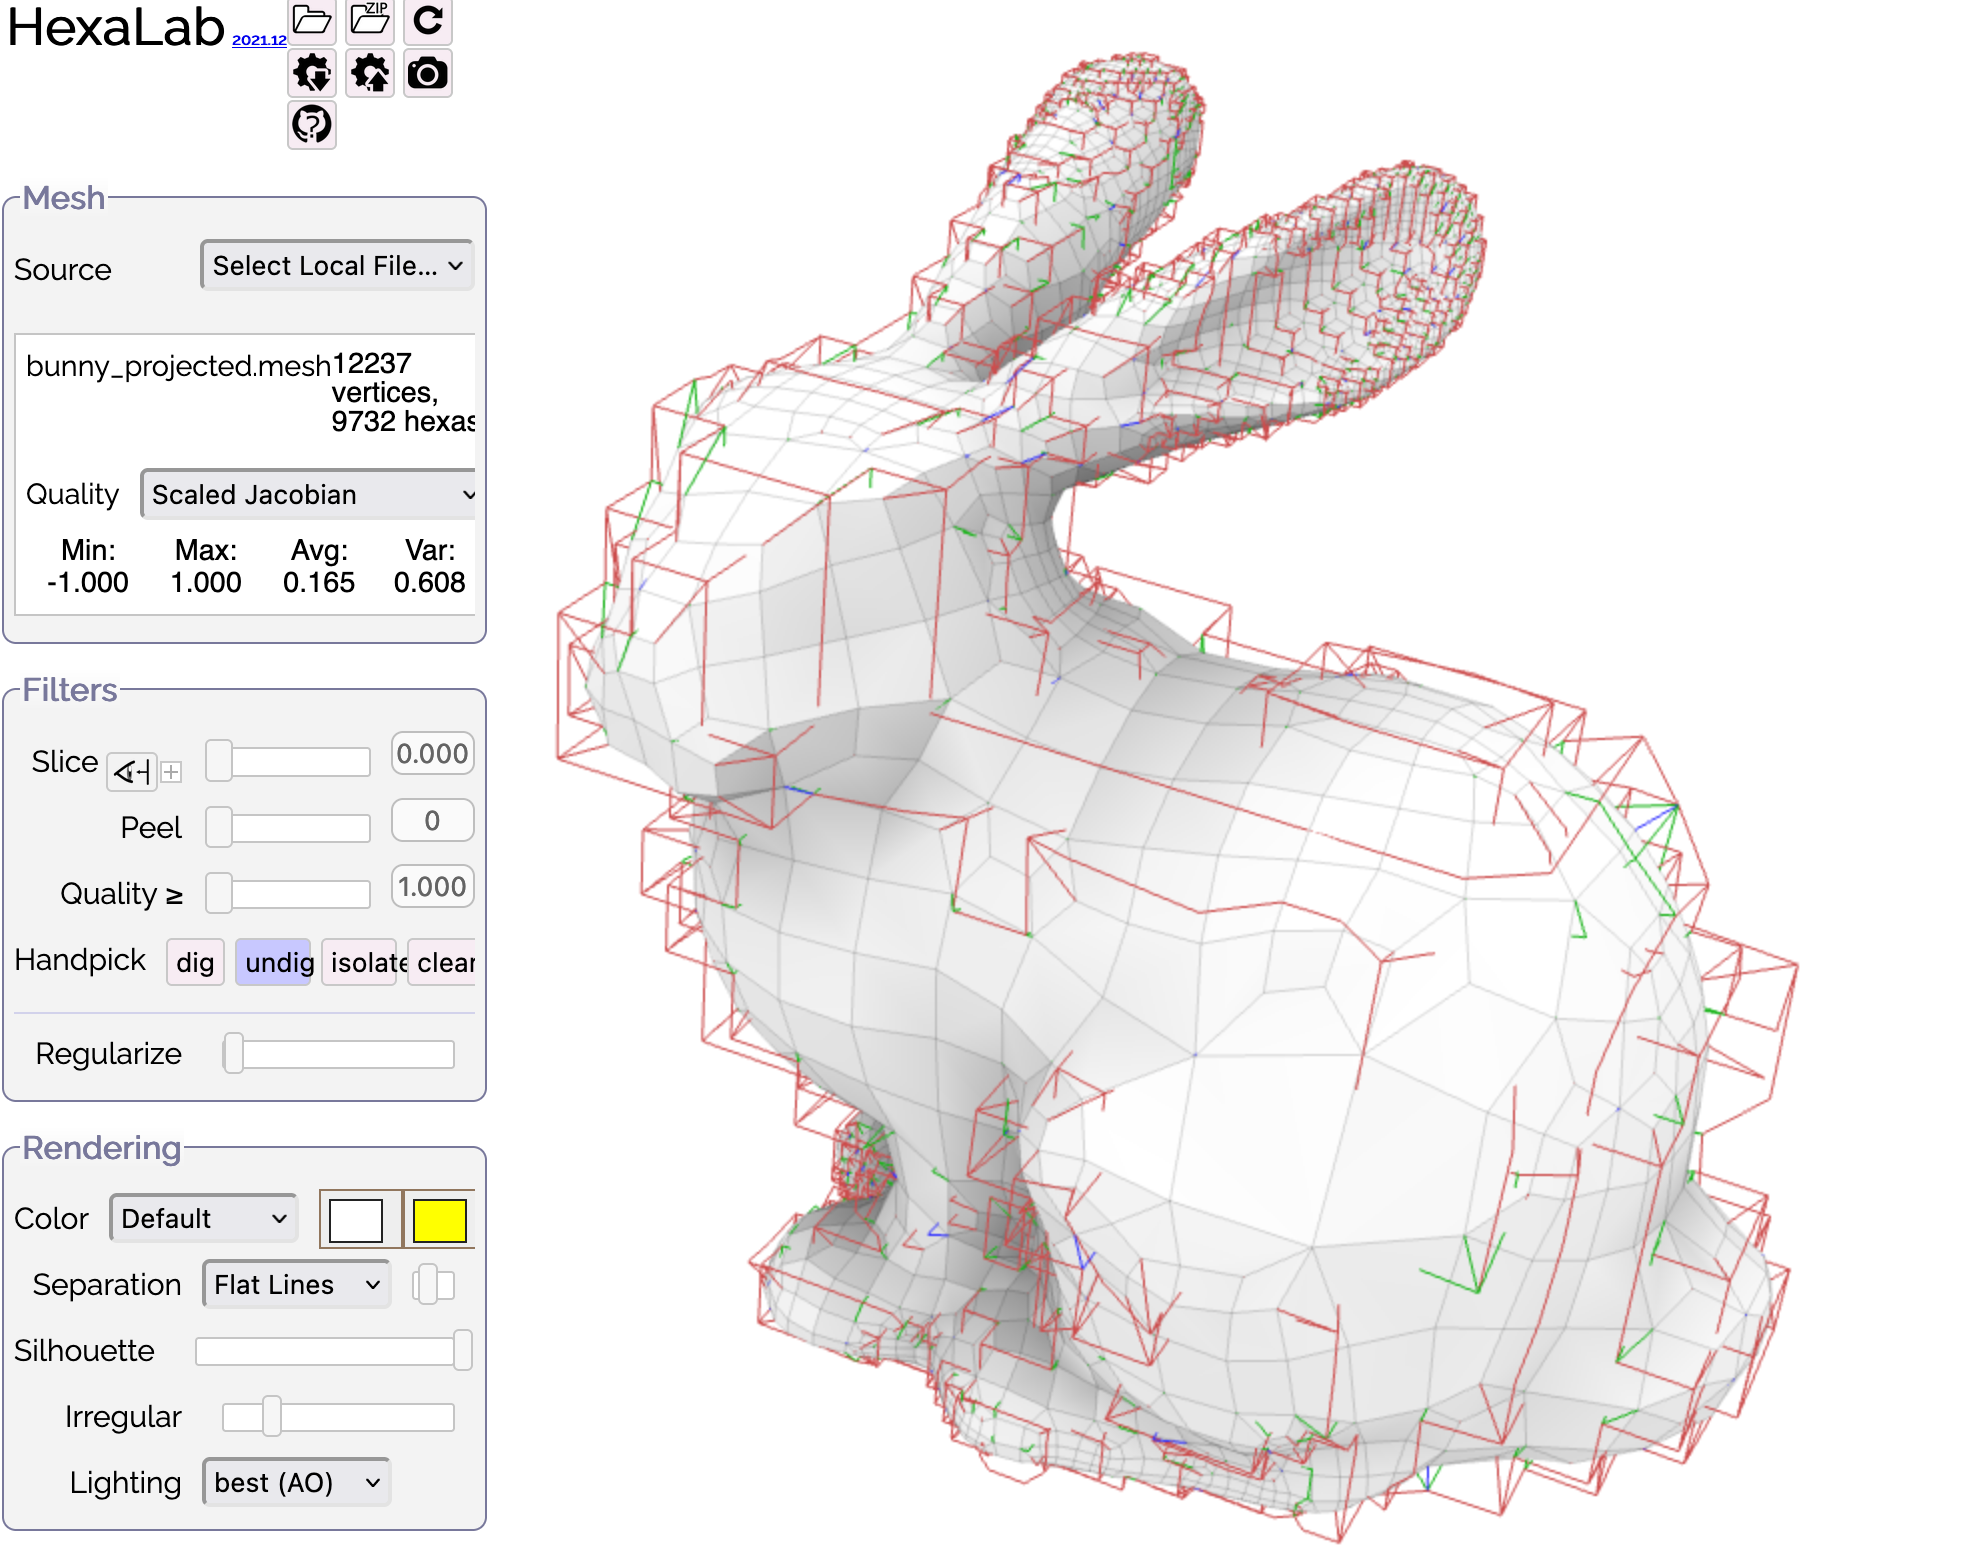 HexaLab 2021.12
ZIP
Mesh
Source Select Local File...
bunny_projected.mesh 12237
vertices,
9732 hexas
Quality Scaled Jacobian
Min: Max: Avg: Var:
-1.000 1.000 0.165 0.608
Filters
Slice 0.000
Peel 0
Quality ≥ 1.000
Handpick dig undig isolate clear
Regularize
Rendering
Color Default
Separation Flat Lines
Silhouette
Irregular
Lighting best (AO)